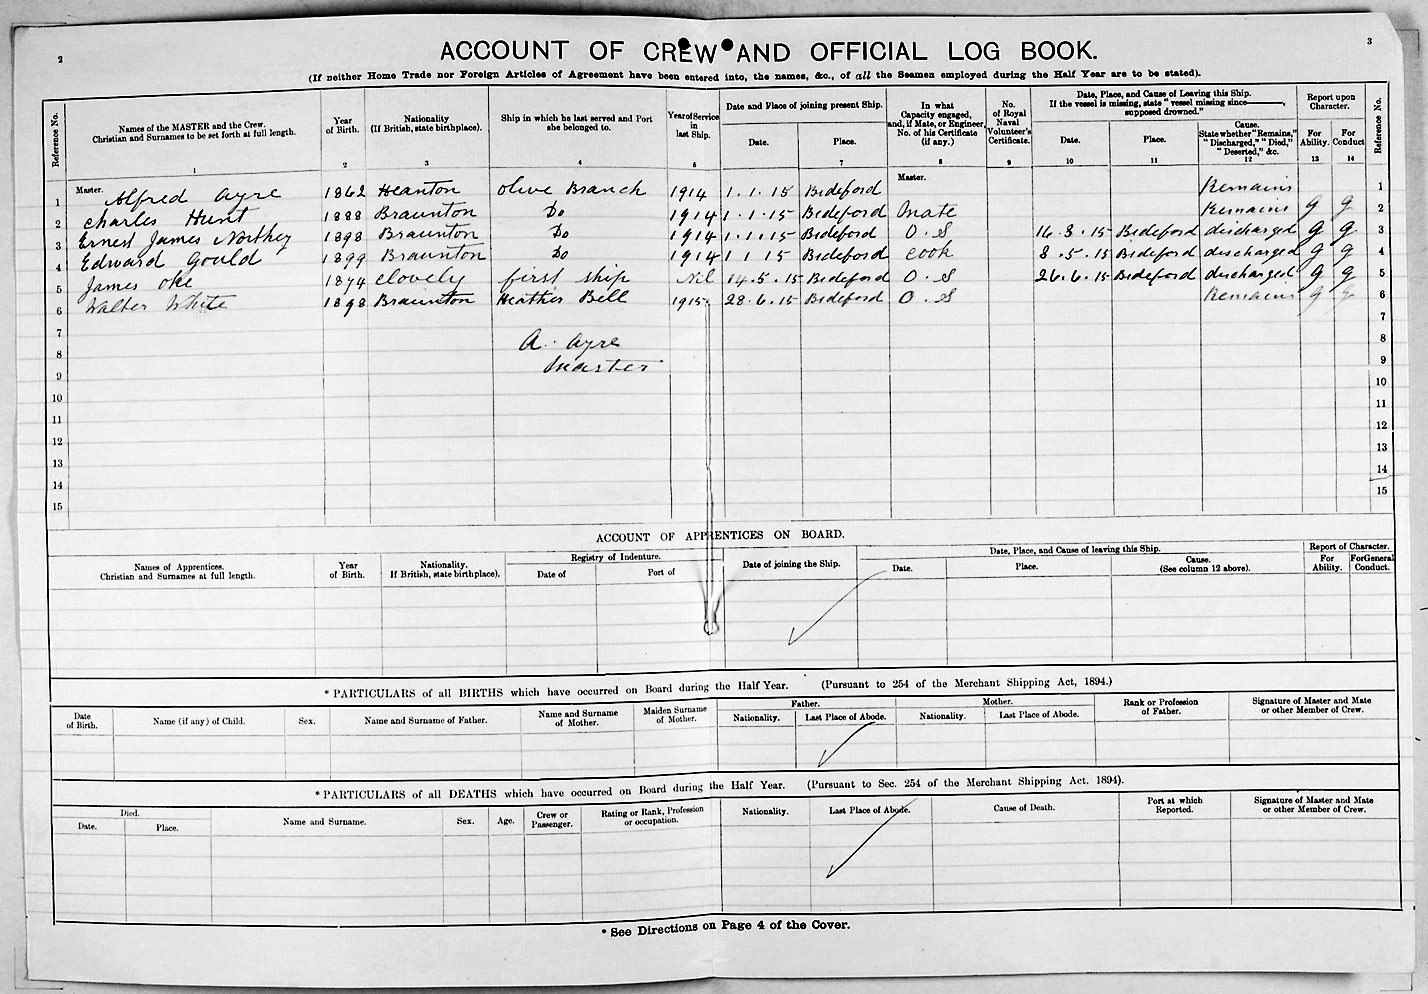 2
3
ACCOUNT OF CREW AND OFFICIAL LOG BOOK.
(If neither Home Trade nor Foreign Articles of Agreement have been entered into, the names, &c., of all the Seamen employed during the Half Year are to be stated).
Reference No.
Names of the MASTER and the Crew.
Christian and Surnames to be set forth at full length.
1
Year of Birth.
2
Nationality
(If British, state birthplace).
3
Ship in which he last served and Port she belonged to.
4
Year of Service in last Ship.
5
Date and Place of joining present Ship.
Date.
Place.
7
In what Capacity engaged, and, if Mate, or Engineer, No. of his Certificate (if any.)
8
No. of Royal Naval Volunteer's Certificate.
9
Date, Place, and Cause of Leaving this Ship.
If the vessel is missing, state "vessel missing since ———, supposed drowned."
Date.
10
Place.
11
Cause.
State whether "Remains," "Discharged," "Died," "Deserted," &c.
12
Report upon Character.
For Ability.
13
For Conduct
14
Reference No.
1 Master. Alfred Ayre 1862 Heanton Olive Branch 1914 1.1.15 Bideford Master. Remains 1
2 Charles Hunt 1888 Braunton Do 1914 1.1.15 Bideford Mate Remains g g 2
3 Ernest James Northey 1898 Braunton Do 1914 1.1.15 Bideford O.S 16.3.15 Bideford discharged g g 3
4 Edward Gould 1899 Braunton Do 1914 1 1 15 Bideford Cook 8.5.15 Bideford discharged g g 4
5 James Oke 1874 Clovely first ship Nil 14.5.15 Bideford O.S 26.6.15 Bideford discharged g g 5
6 Walter White 1898 Braunton Heather Bell 1915 28.6.15 Bideford O.S Remains g g 6
7 7
8 A. Ayre 8
9 Master 9
10 10
11 11
12 12
13 13
14 14
15 15
ACCOUNT OF APPRENTICES ON BOARD.
Names of Apprentices.
Christian and Surnames at full length.
Year of Birth.
Nationality.
If British, state birthplace).
Registry of Indenture.
Date of
Port of
Date of joining the Ship.
Date, Place, and Cause of leaving this Ship.
Date.
Place.
Cause.
(See column 12 above).
Report of Character.
For Ability.
For General Conduct.
* PARTICULARS of all BIRTHS which have occurred on Board during the Half Year. (Pursuant to 254 of the Merchant Shipping Act, 1894.)
Date of Birth.
Name (if any) of Child.
Sex.
Name and Surname of Father.
Name and Surname of Mother.
Maiden Surname of Mother.
Father.
Nationality.
Last Place of Abode.
Mother.
Nationality.
Last Place of Abode.
Rank or Profession of Father.
Signature of Master and Mate or other Member of Crew.
* PARTICULARS of all DEATHS which have occurred on Board during the Half Year. (Pursuant to Sec. 254 of the Merchant Shipping Act. 1894).
Died.
Date.
Place.
Name and Surname.
Sex.
Age.
Crew or Passenger.
Rating or Rank, Profession or occupation.
Nationality.
Last Place of Abode.
Cause of Death.
Port at which Reported.
Signature of Master and Mate or other Member of Crew.
* See Directions on Page 4 of the Cover.